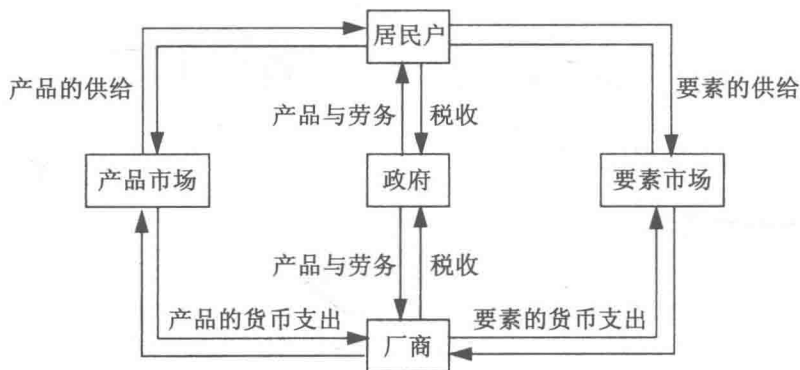 居民户
产品的供给
要素的供给
产品与劳务
税收
产品市场
政府
要素市场
产品与劳务
税收
产品的货币支出
要素的货币支出
厂商